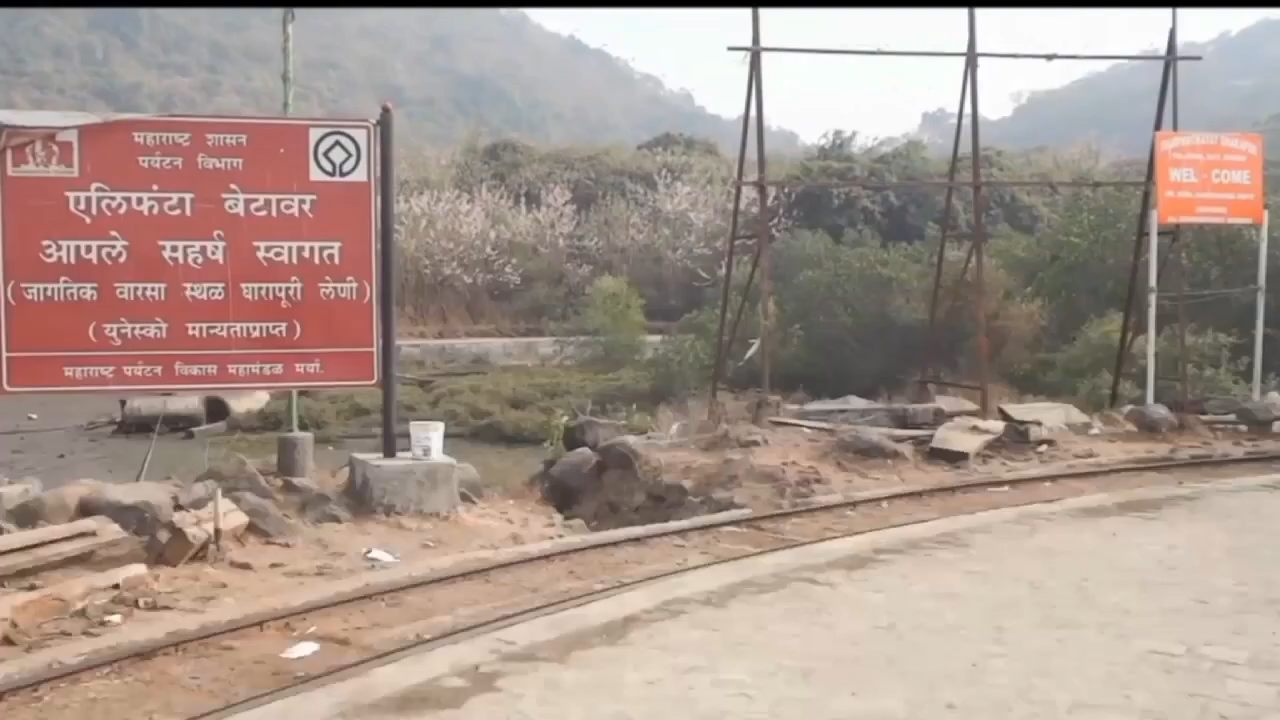 महाराष्ट शासन
पर्यटन विभाग
एलिफंटा बेटावर
आपले सहर्ष स्वागत
(जागतिक वारसा स्थळ घारापूरी लेणी)
(युनेस्को मान्यताप्राप्त)
महाराष्ट पर्यटन विकास महामंडळ मर्या.
WEL - COME